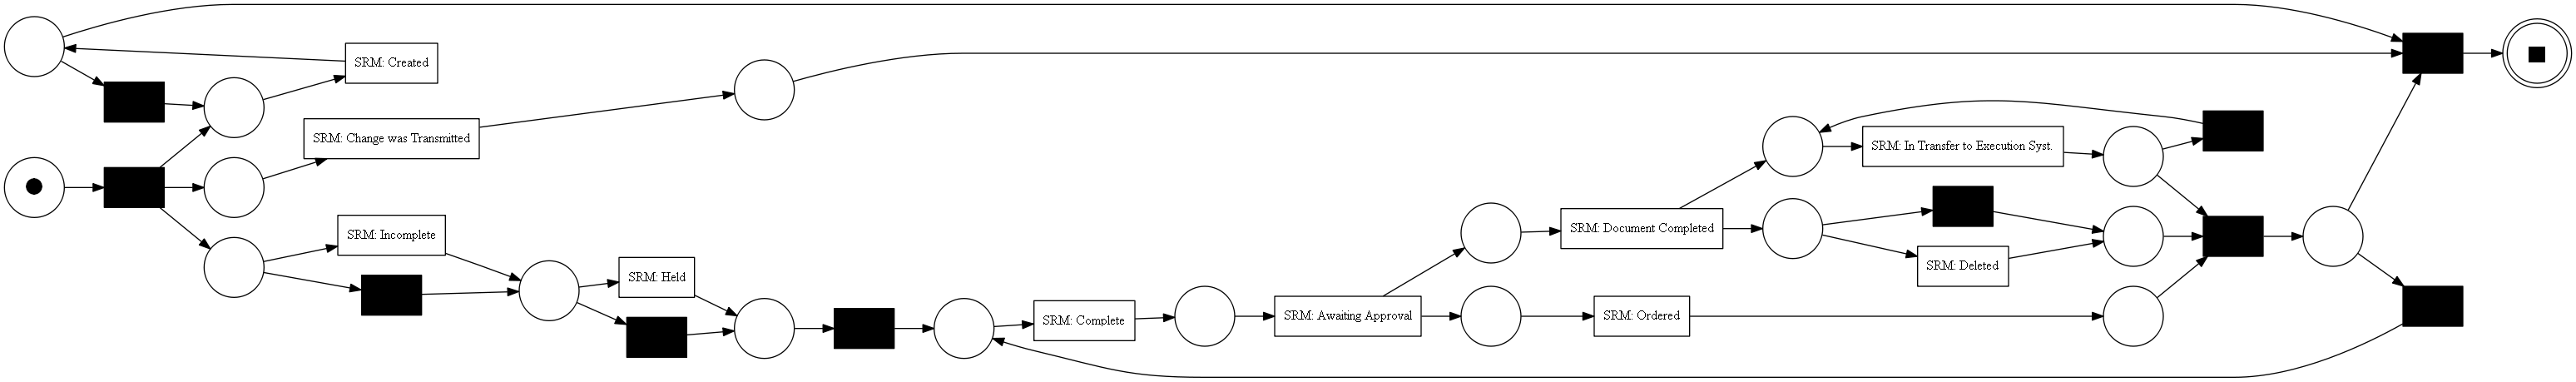 SRM: Created
SRM: Change was Transmitted
SRM: In Transfer to Execution Syst.
SRM: Incomplete
SRM: Document Completed
SRM: Deleted
SRM: Held
SRM: Complete
SRM: Awaiting Approval
SRM: Ordered